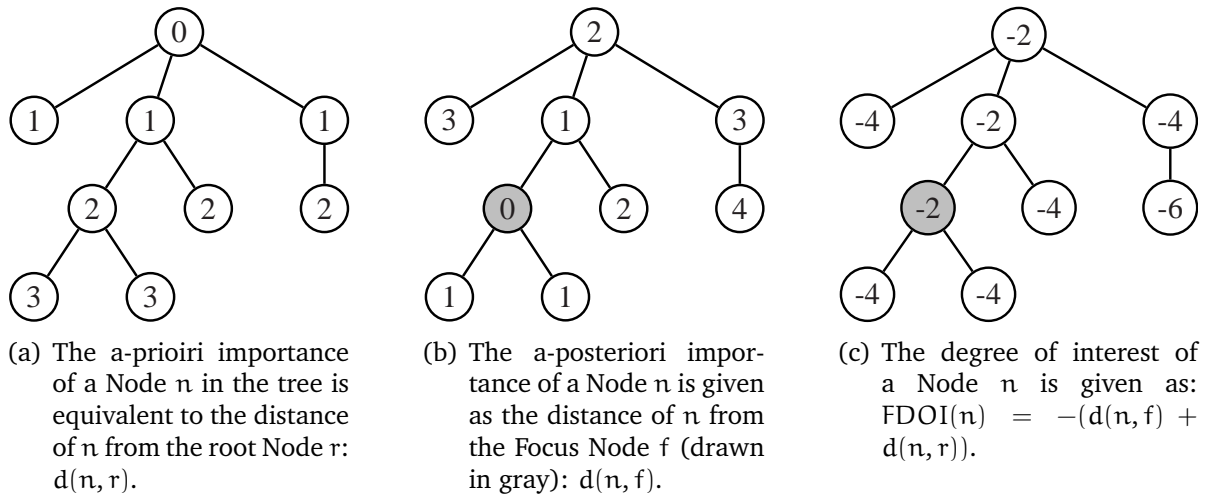 0
2
-2
1 1 1
3 1 3
-4 -2 -4
2 2 2
0 2 4
-2 -4 -6
3 3
1 1
-4 -4
(a) The a-prioiri importance
of a Node n in the tree is
equivalent to the distance
of n from the root Node r:
d(n, r).
(b) The a-posteriori impor-
tance of a Node n is given
as the distance of n from
the Focus Node f (drawn
in gray): d(n, f).
(c) The degree of interest of
a Node n is given as:
FDOI(n) = −(d(n, f) +
d(n, r)).